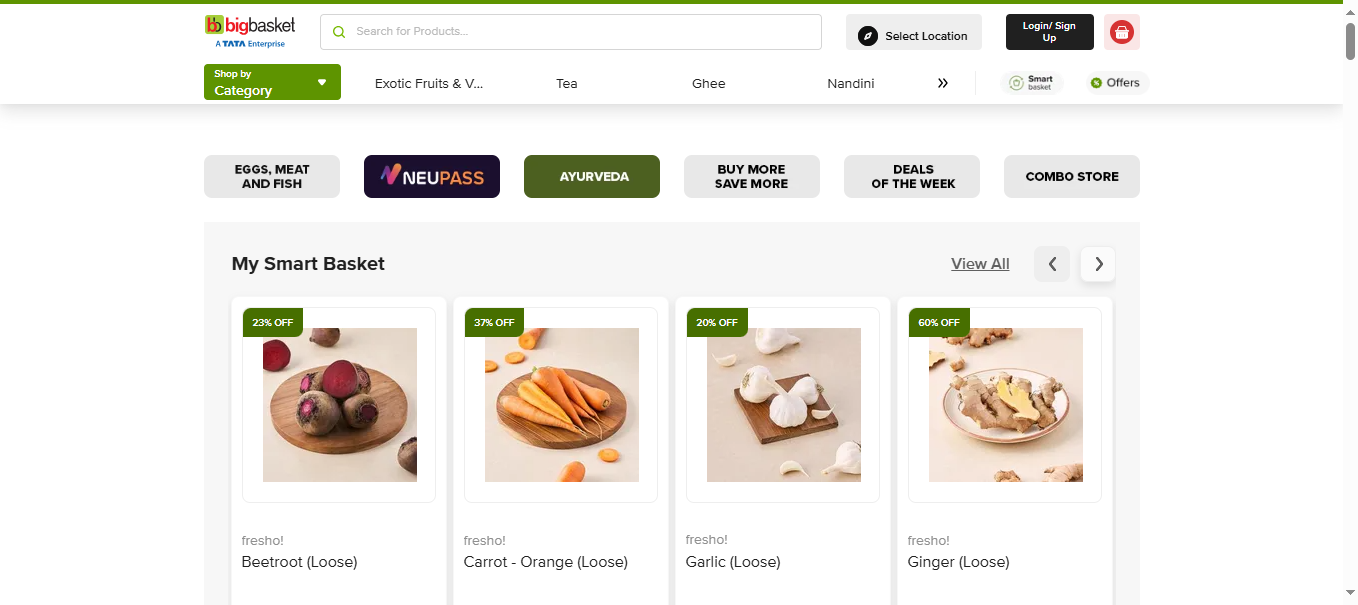 bb bigbasket
A TATA Enterprise
Search for Products...
Select Location
Login/ Sign
Up
Shop by
Category
Exotic Fruits & V...
Tea
Ghee
Nandini
»
Smart
basket
% Offers
EGGS, MEAT
AND FISH
NEUPASS
AYURVEDA
BUY MORE
SAVE MORE
DEALS
OF THE WEEK
COMBO STORE
My Smart Basket
View All
23% OFF
37% OFF
20% OFF
60% OFF
fresho!
Beetroot (Loose)
fresho!
Carrot - Orange (Loose)
fresho!
Garlic (Loose)
fresho!
Ginger (Loose)